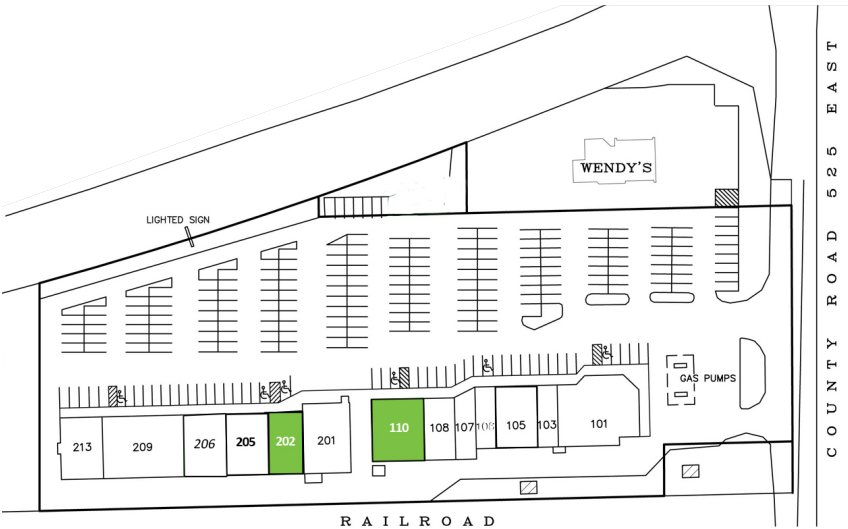 WENDY'S
LIGHTED SIGN
GAS PUMPS
213
209
206
205
202
201
110
108
107
106
105
103
101
COUNTY ROAD 525 EAST
RAILROAD